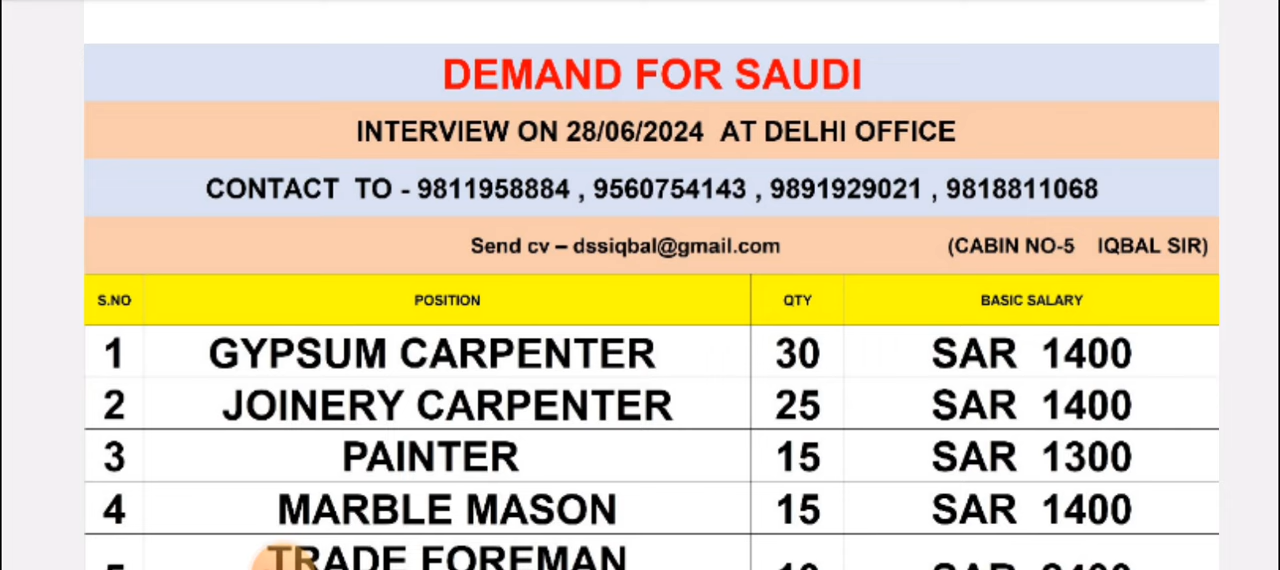 DEMAND FOR SAUDI
INTERVIEW ON 28/06/2024 AT DELHI OFFICE
CONTACT TO - 9811958884 , 9560754143 , 9891929021 , 9818811068
Send cv – dssiqbal@gmail.com (CABIN NO-5 IQBAL SIR)
S.NO POSITION QTY BASIC SALARY
1 GYPSUM CARPENTER 30 SAR 1400
2 JOINERY CARPENTER 25 SAR 1400
3 PAINTER 15 SAR 1300
4 MARBLE MASON 15 SAR 1400
TRADE FOREMAN SAR